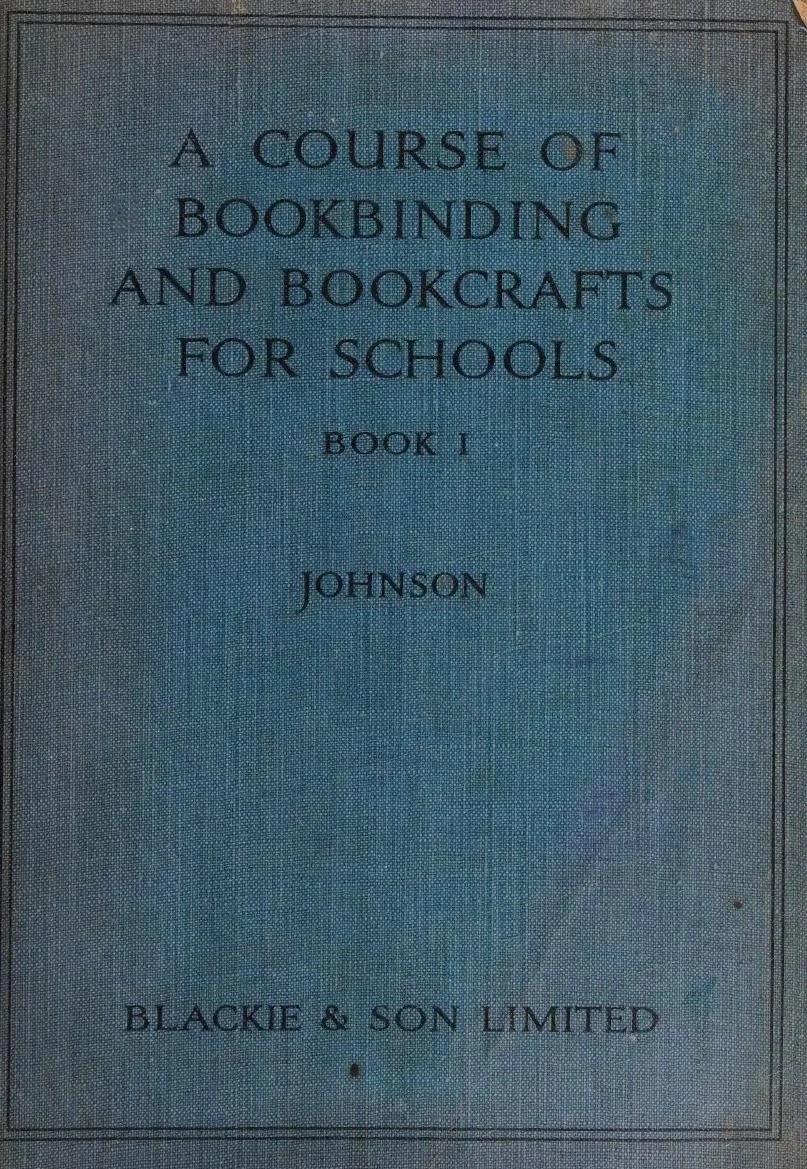 A COURSE OF
BOOKBINDING
AND BOOKCRAFTS
FOR SCHOOLS
BOOK I
JOHNSON
BLACKIE & SON LIMITED